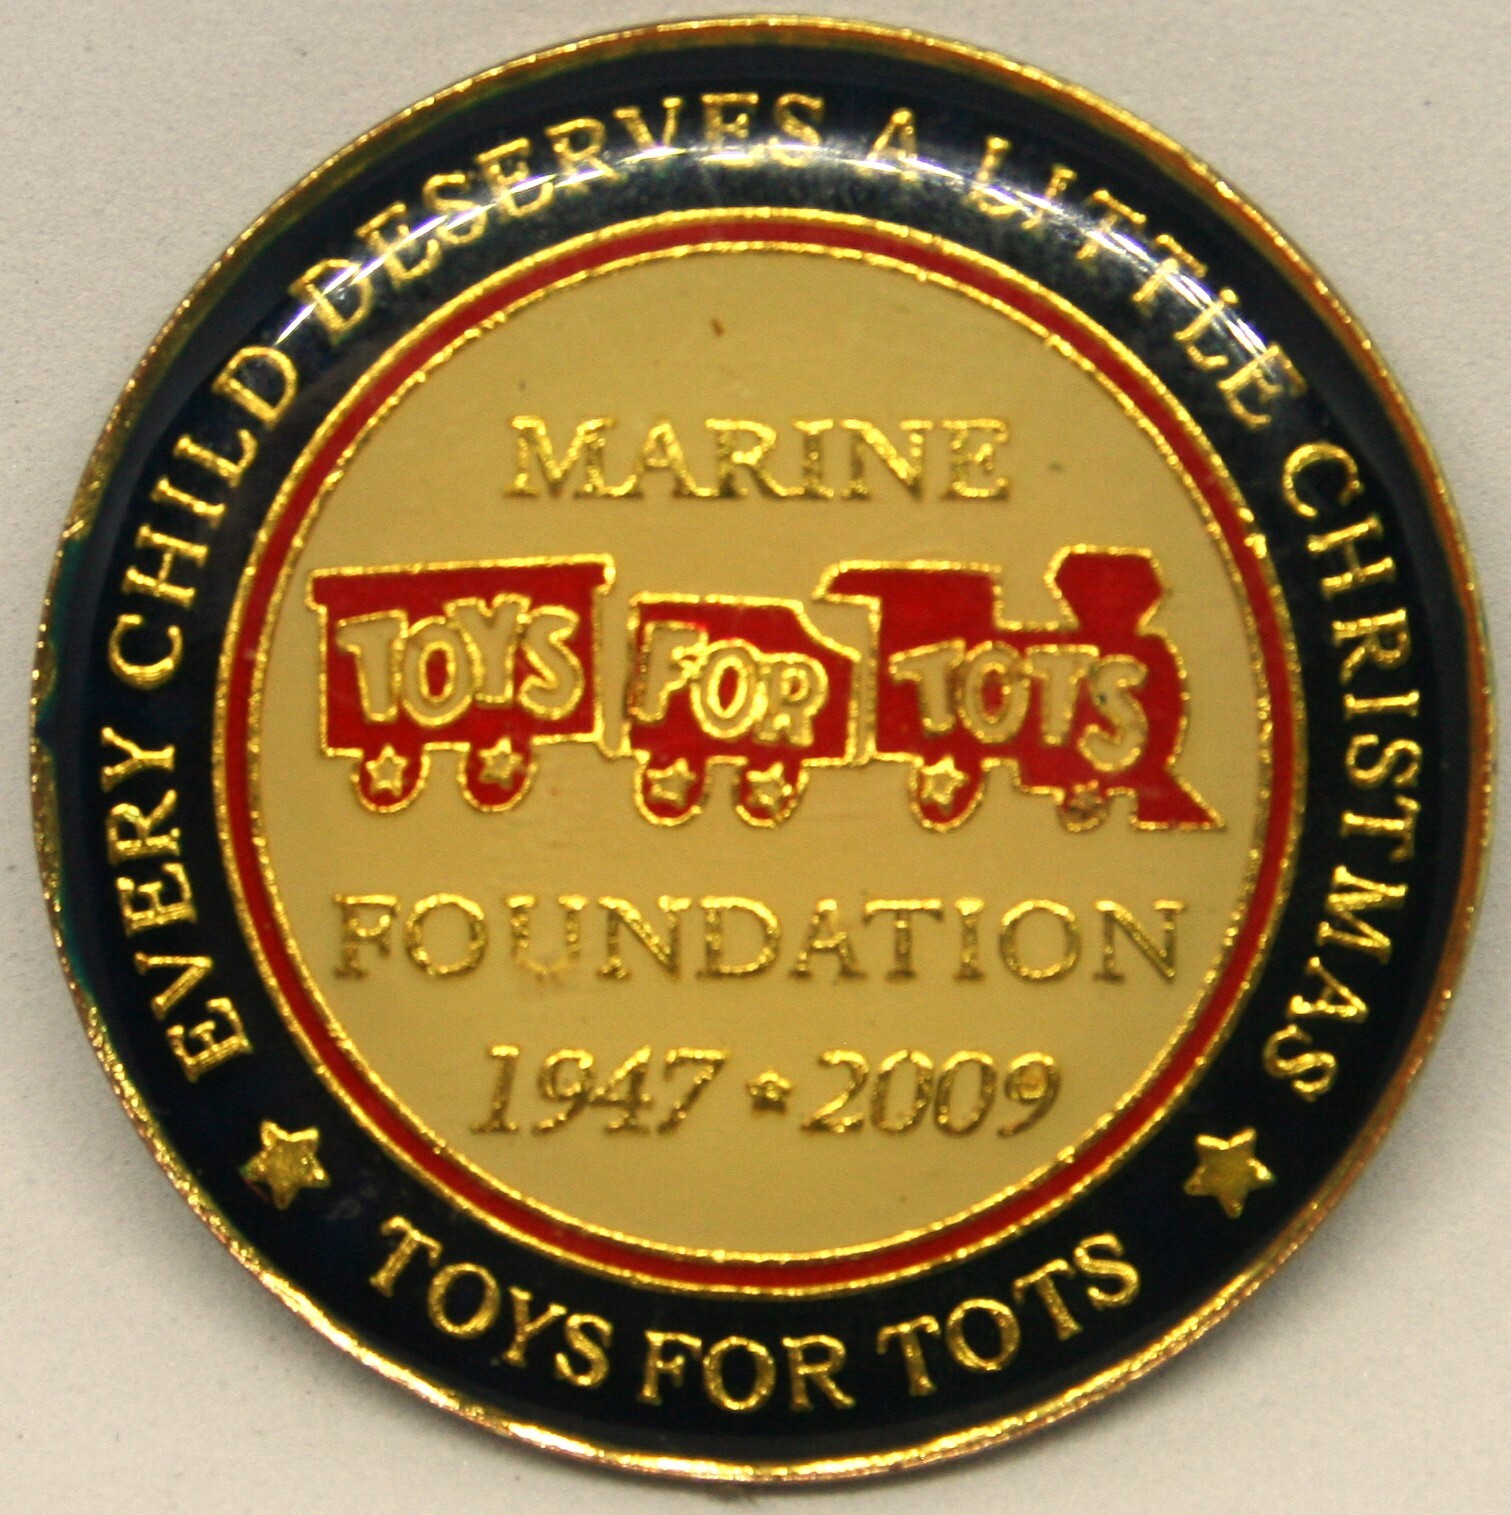 EVERY CHILD DESERVES A LITTLE CHRISTMAS
MARINE
TOYS FOR TOTS
FOUNDATION
1947 ★ 2009
★ TOYS FOR TOTS ★